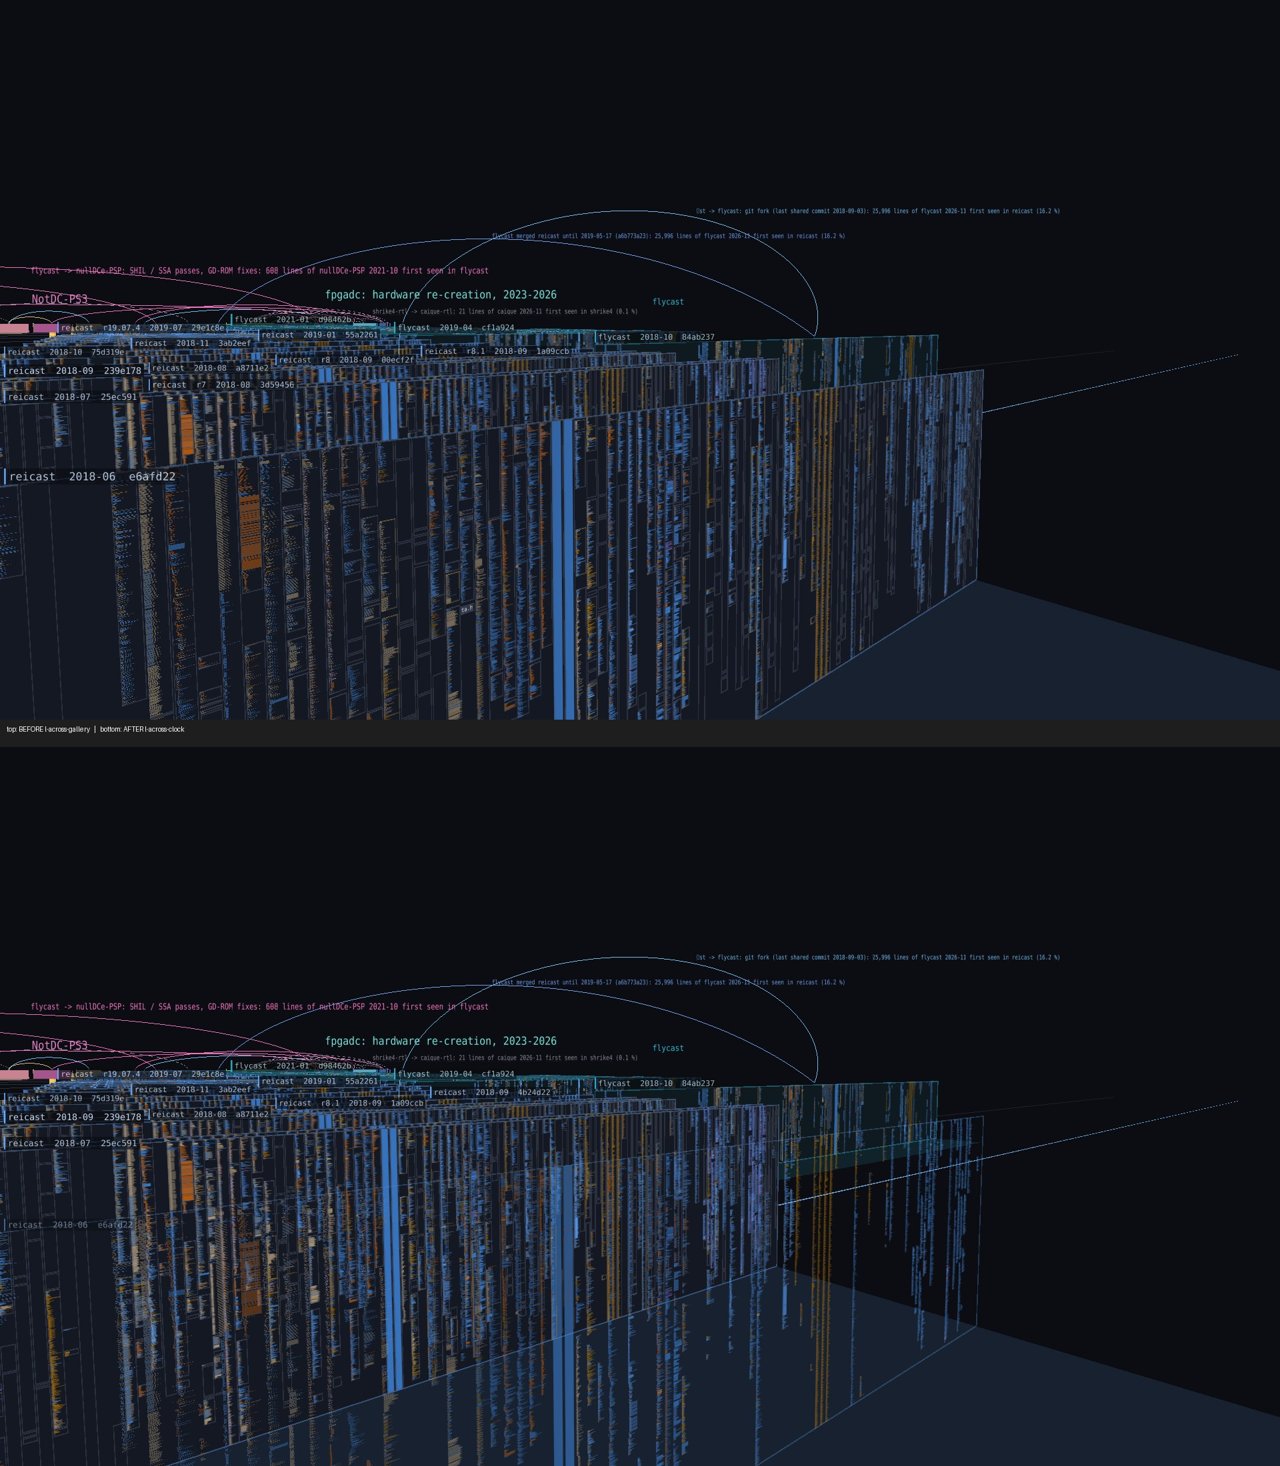 st -> flycast: git fork (last shared commit 2018-09-03): 25,996 lines of flycast 2026-11 first seen in reicast (16.2 %)
flycast merged reicast until 2019-05-17 (a6b773a23): 25,996 lines of flycast 2026-11 first seen in reicast (16.2 %)
flycast -> nullDCe-PSP: SHIL / SSA passes, GD-ROM fixes: 608 lines of nullDCe-PSP 2021-10 first seen in flycast
NotDC-PS3
fpgadc: hardware re-creation, 2023-2026
flycast
shrike4-rtl -> caique-rtl: 21 lines of caique 2026-11 first seen in shrike4 (0.1 %)
flycast 2021-01 d98462b
reicast r19.07.4 2019-07 29e1c8e
flycast 2019-04 cf1a924
reicast 2019-01 55a2261
flycast 2018-10 84ab237
reicast 2018-11 3ab2eef
reicast 2018-10 75d319e
reicast r8.1 2018-09 1a09ccb
reicast r8 2018-09 00ecf2f
reicast 2018-09 239e178
reicast 2018-08 a8711e2
reicast r7 2018-08 3d59456
reicast 2018-07 25ec591
reicast 2018-06 e6afd22
ta.h
top: BEFORE l-across-gallery | bottom: AFTER l-across-clock
st -> flycast: git fork (last shared commit 2018-09-03): 25,996 lines of flycast 2026-11 first seen in reicast (16.2 %)
flycast merged reicast until 2019-05-17 (a6b773a23): 25,996 lines of flycast 2026-11 first seen in reicast (16.2 %)
flycast -> nullDCe-PSP: SHIL / SSA passes, GD-ROM fixes: 608 lines of nullDCe-PSP 2021-10 first seen in flycast
NotDC-PS3
fpgadc: hardware re-creation, 2023-2026
flycast
shrike4-rtl -> caique-rtl: 21 lines of caique 2026-11 first seen in shrike4 (0.1 %)
flycast 2021-01 d98462b
reicast r19.07.4 2019-07 29e1c8e
flycast 2019-04 cf1a924
reicast 2019-01 55a2261
flycast 2018-10 84ab237
reicast 2018-11 3ab2eef
reicast 2018-09 4b24d22
reicast 2018-10 75d319e
reicast r8.1 2018-09 1a09ccb
reicast 2018-09 239e178
reicast 2018-08 a8711e2
reicast 2018-07 25ec591
reicast 2018-06 e6afd22